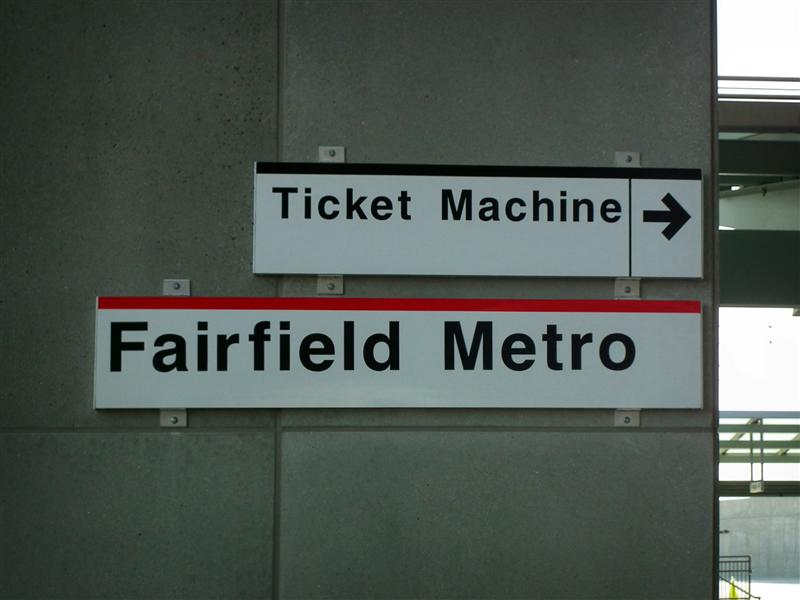 Ticket Machine →
Fairfield Metro